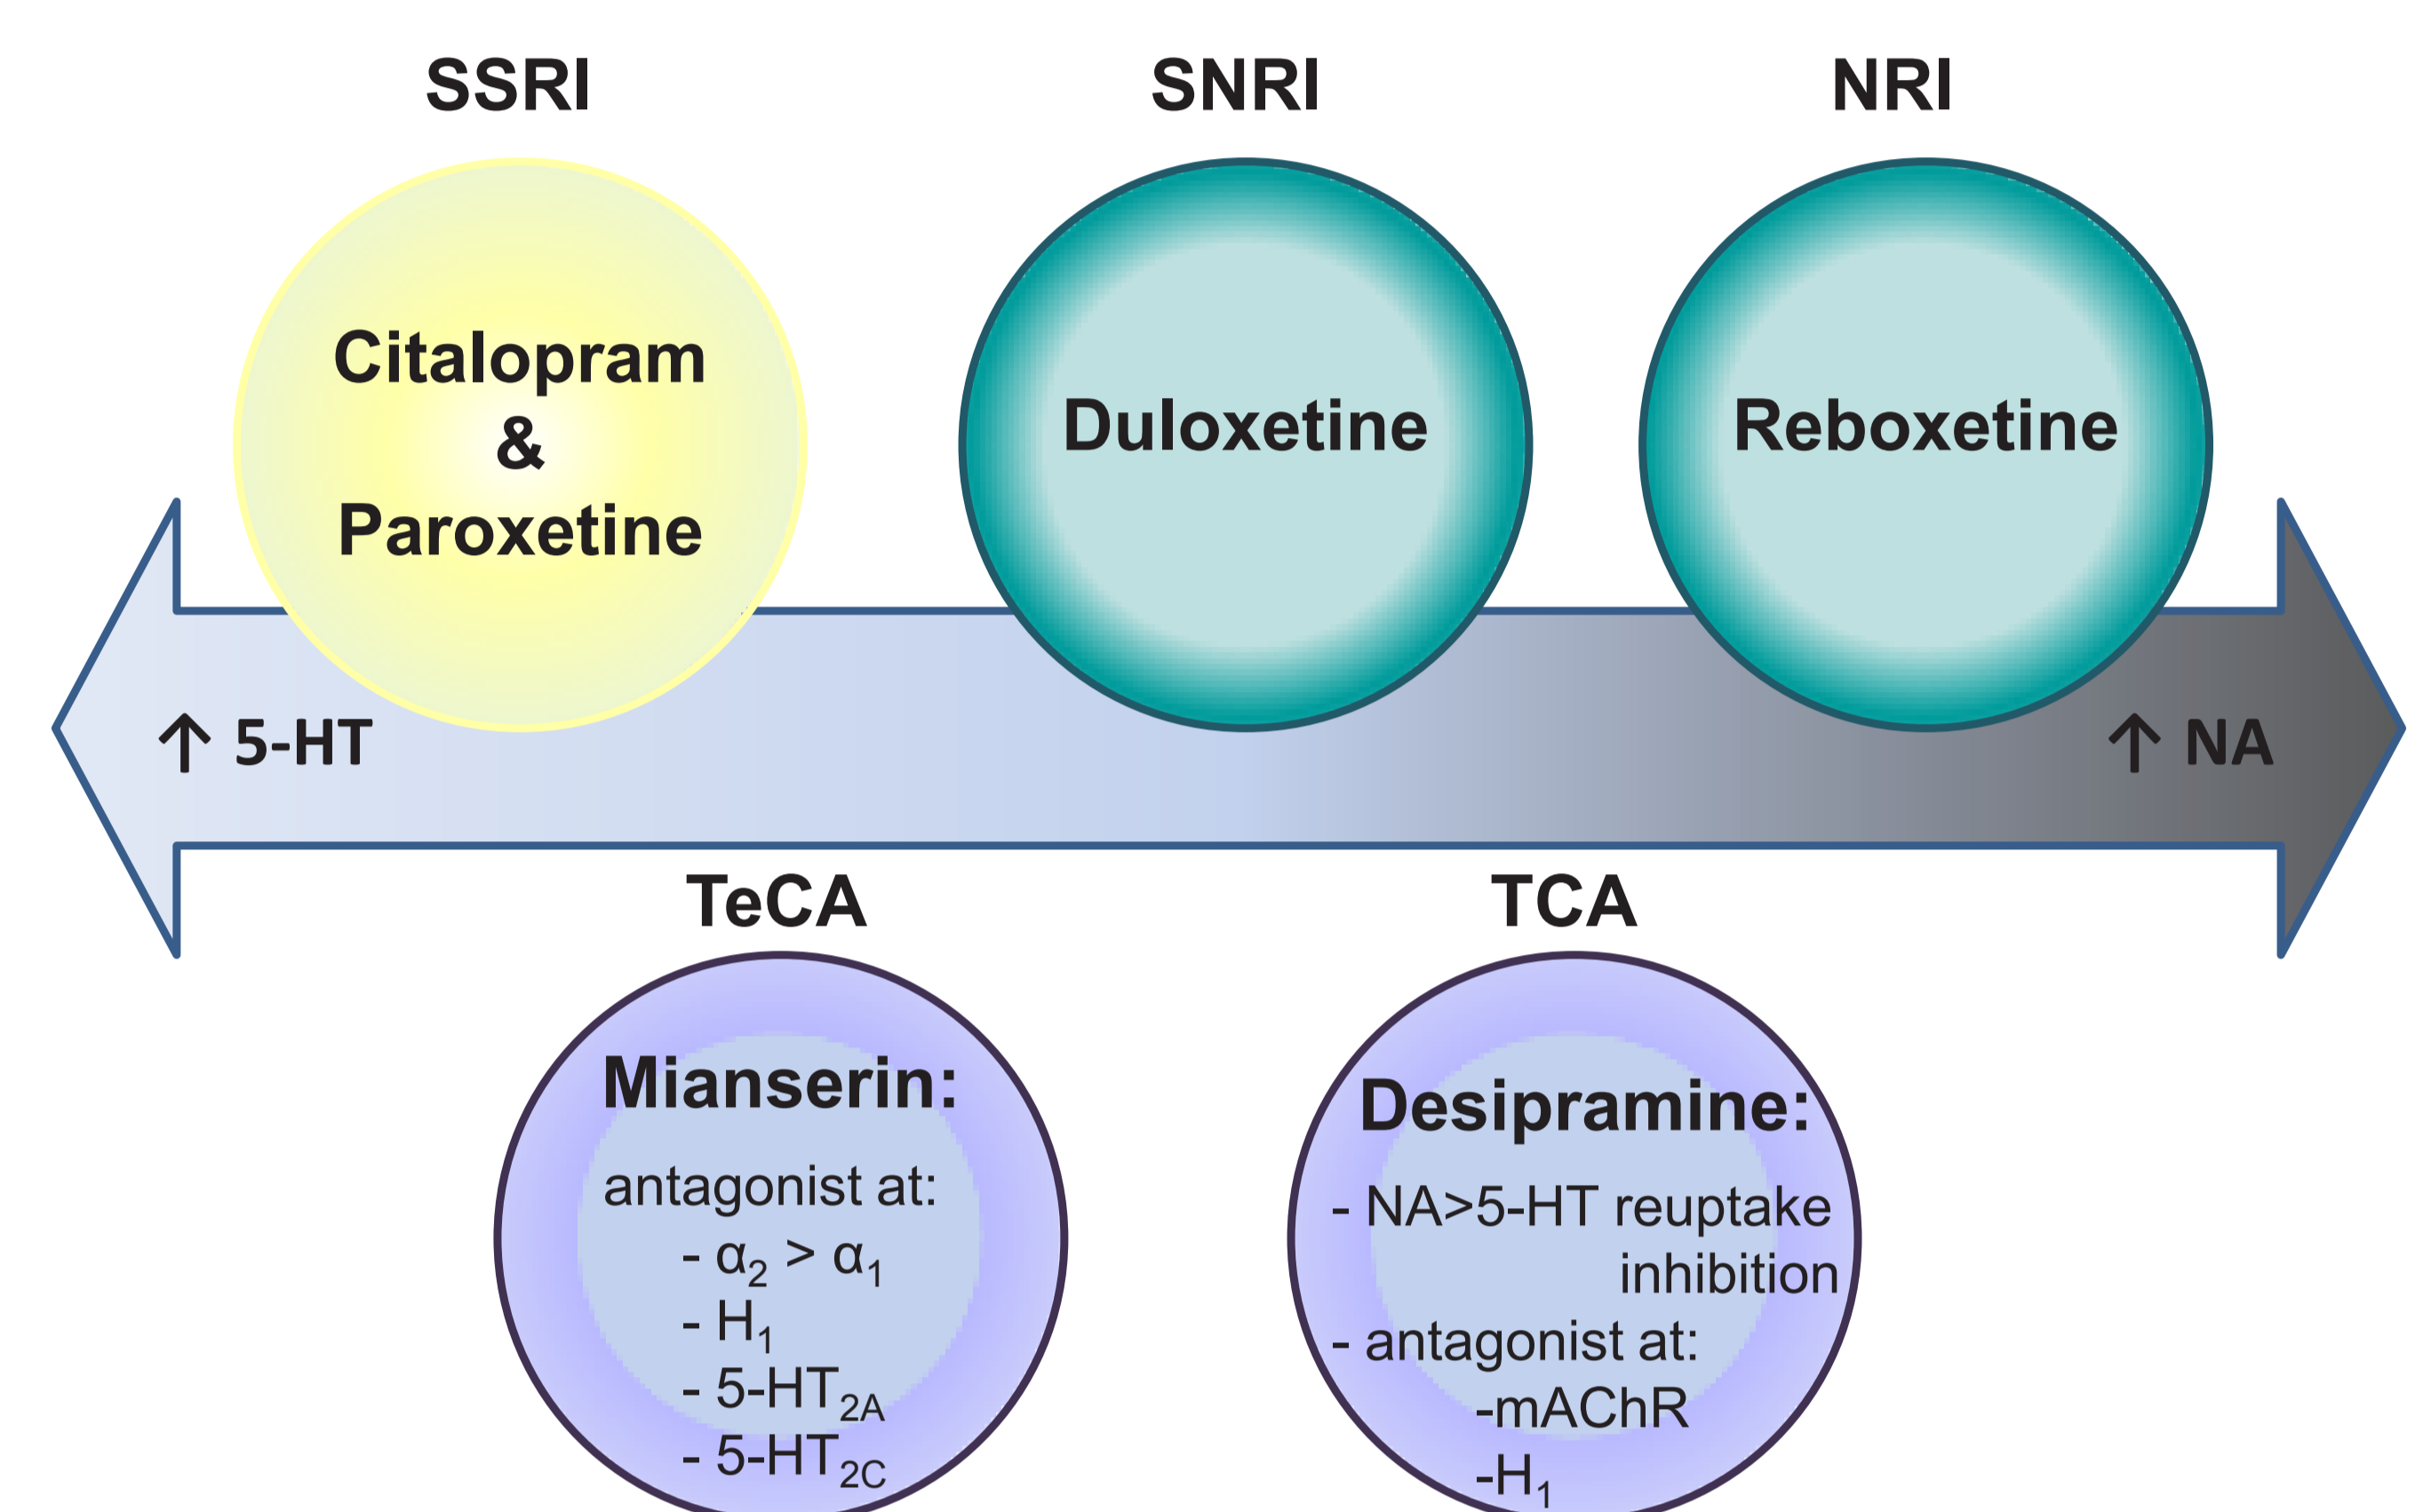 SSRI
SNRI
NRI
Citalopram
&
Paroxetine
Duloxetine
Reboxetine
↑ 5-HT
↑ NA
TeCA
TCA
Mianserin:
antagonist at:
- α₂ > α₁
- H₁
- 5-HT2A
- 5-HT2C
Desipramine:
- NA>5-HT reuptake
inhibition
- antagonist at:
-mAChR
-H₁